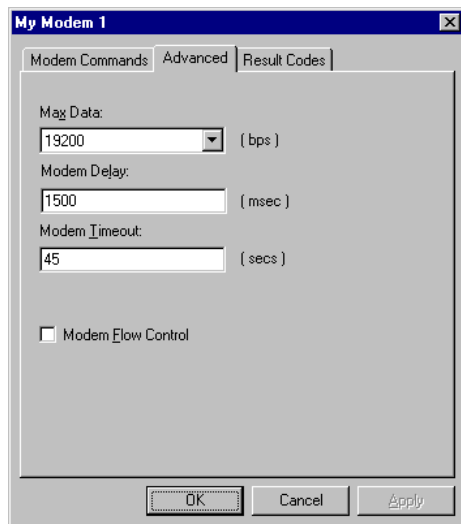 My Modem 1
Modem Commands Advanced Result Codes
Max Data:
19200 ( bps )
Modem Delay:
1500 ( msec )
Modem Timeout:
45 ( secs )
Modem Flow Control
OK Cancel Apply